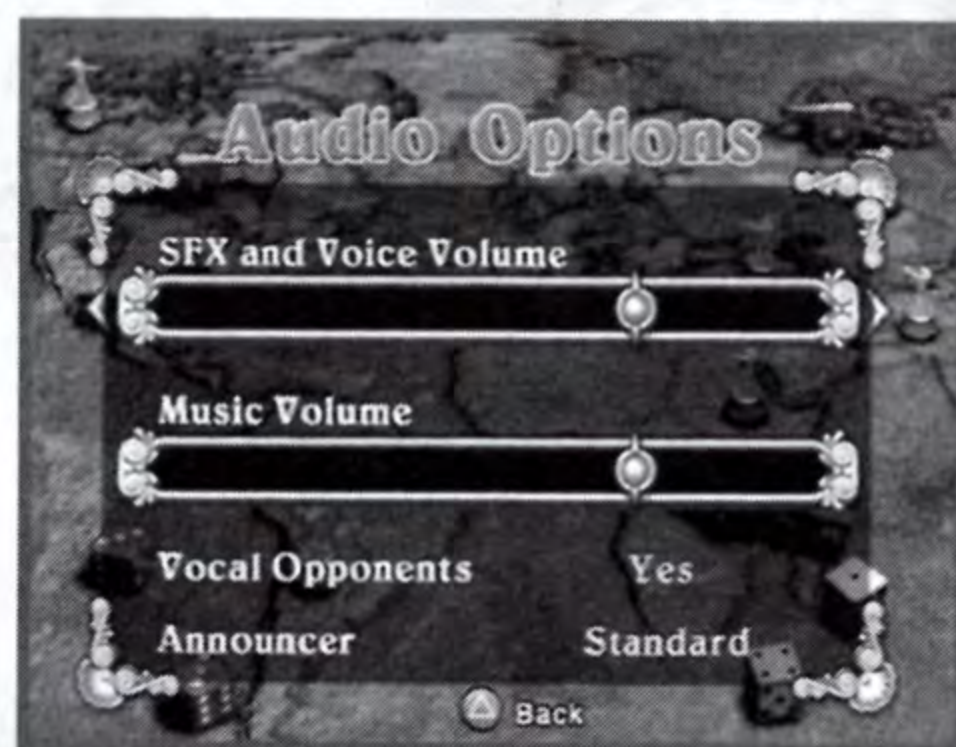 Audio Options
SFX and Voice Volume
Music Volume
Vocal Opponents Yes
Announcer Standard
Back